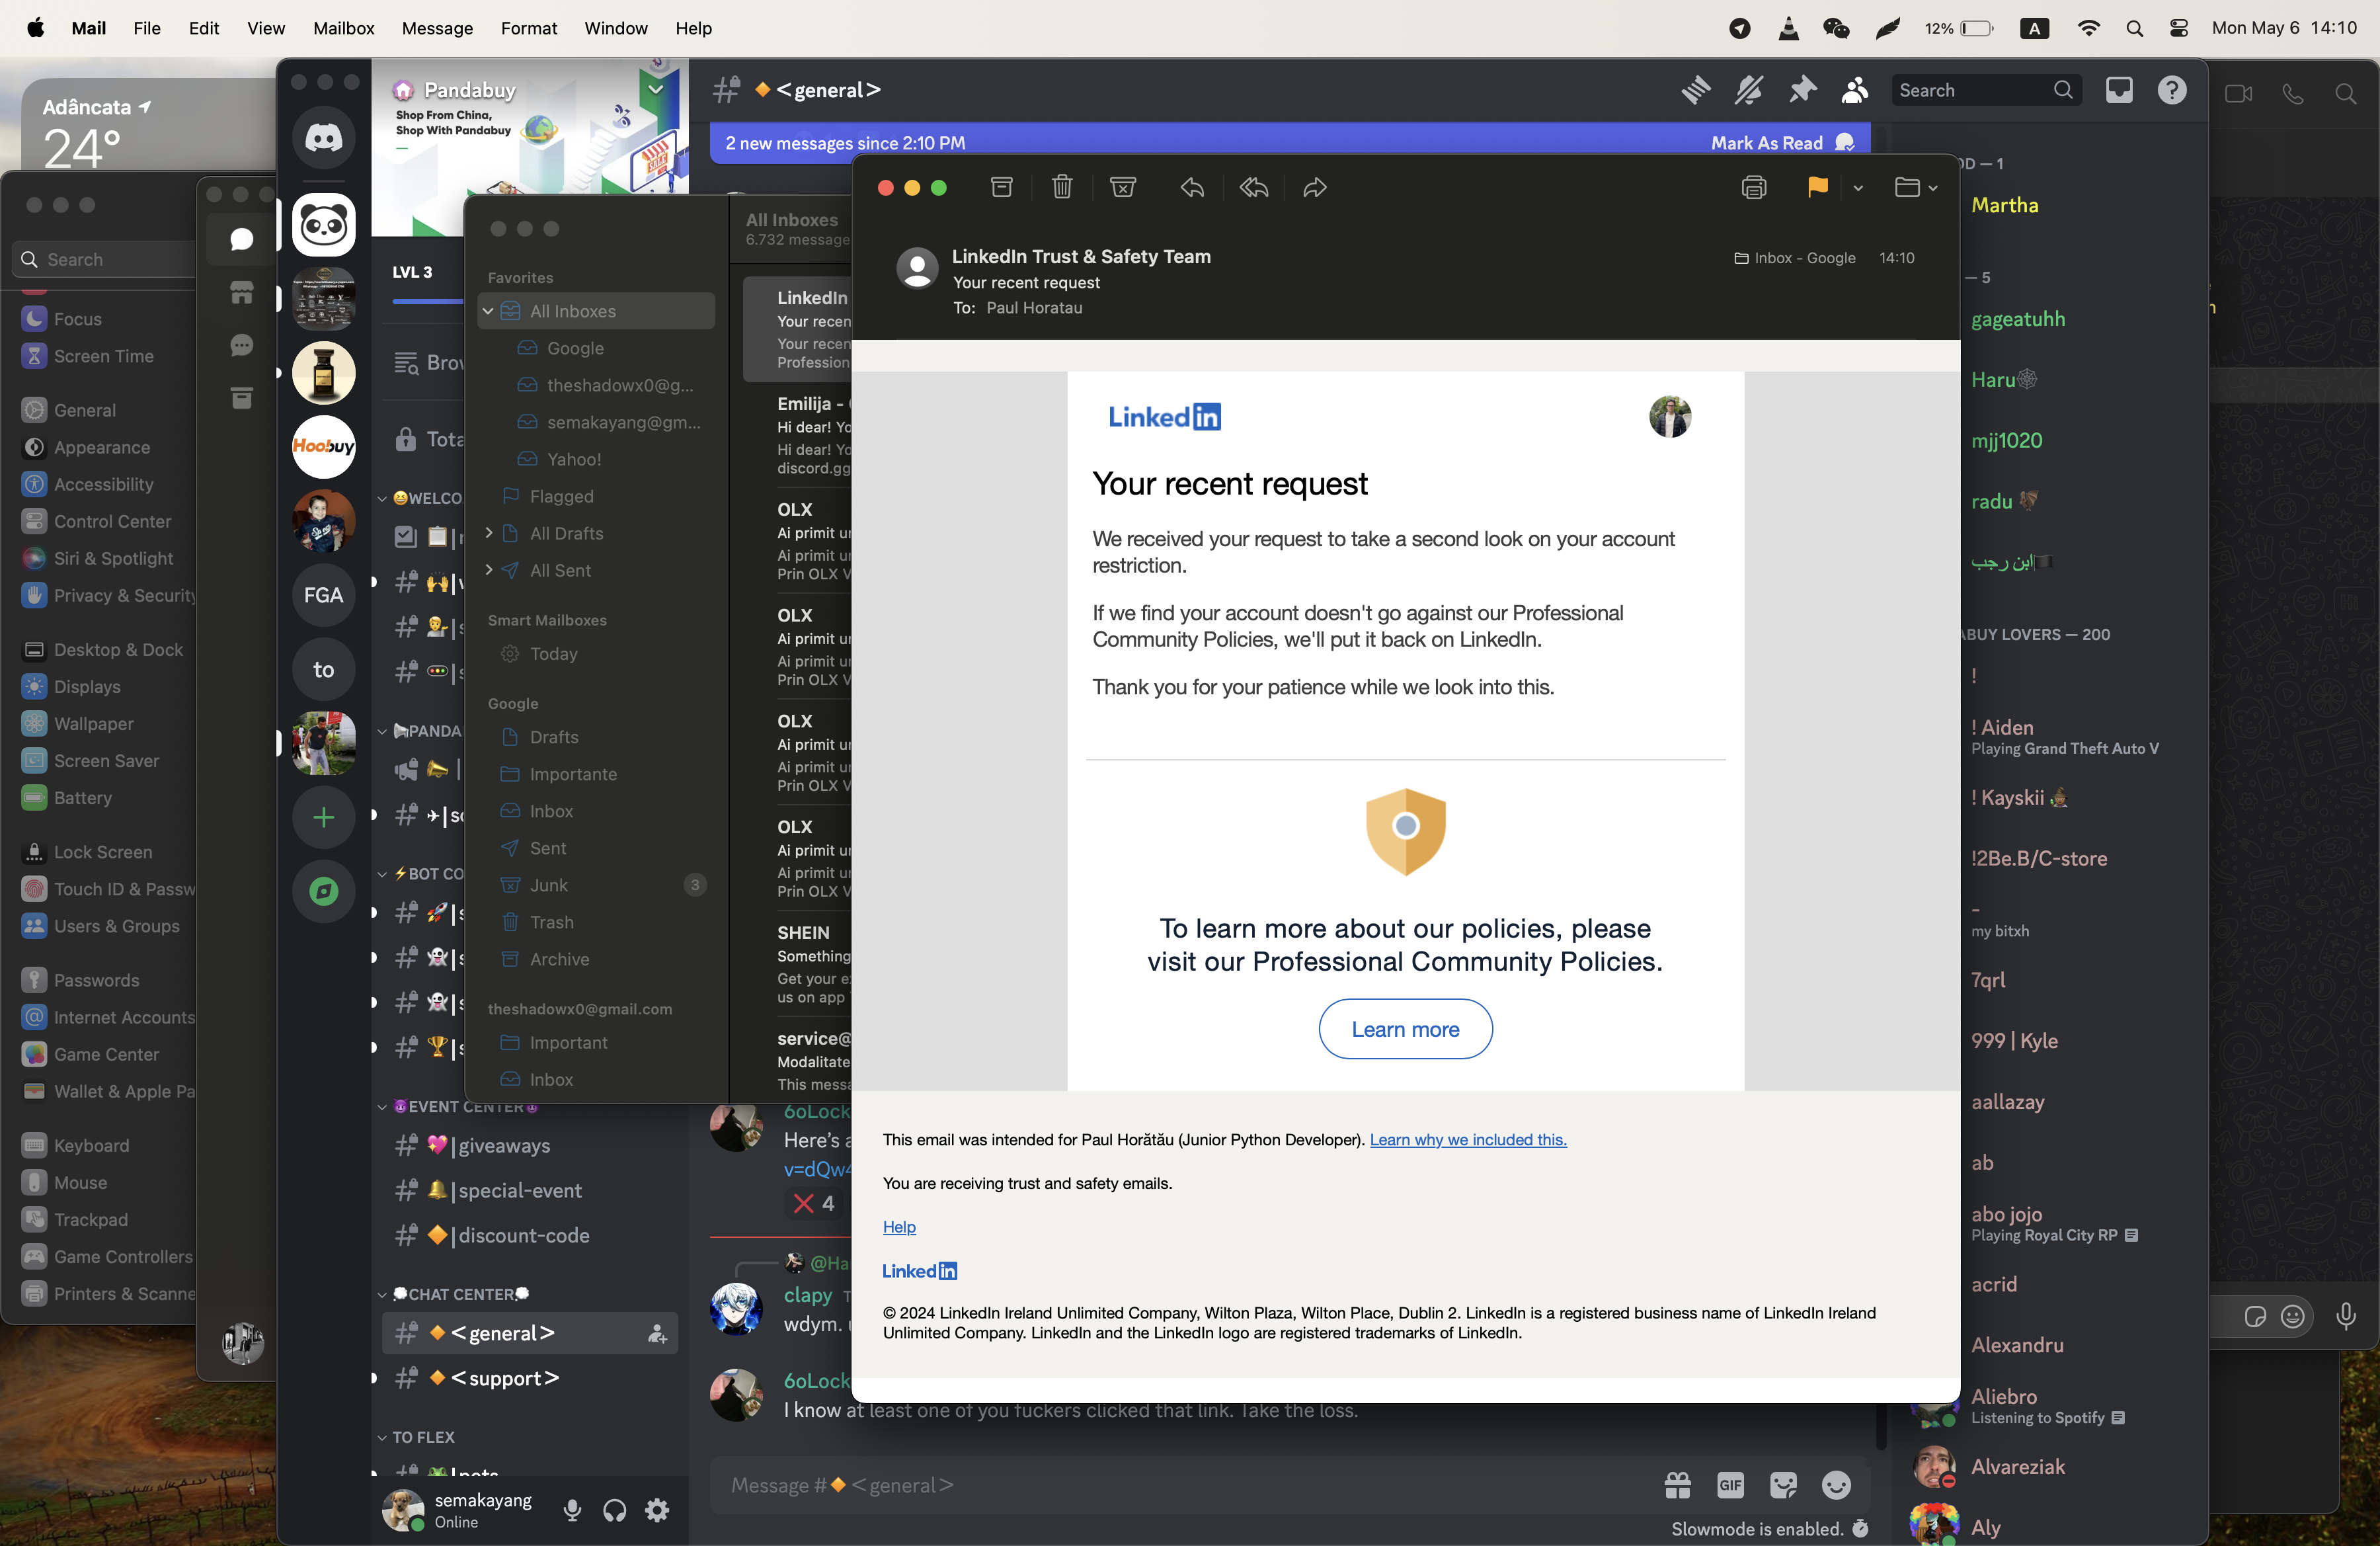 Mail File Edit View Mailbox Message Format Window Help
12% A Mon May 6 14:10
Adâncata
24°
Search
Focus
Screen Time
General
Appearance
Accessibility
Control Center
Siri & Spotlight
Privacy & Security
Desktop & Dock
Displays
Wallpaper
Screen Saver
Battery
Lock Screen
Touch ID & Passw
Users & Groups
Passwords
Internet Accounts
Game Center
Wallet & Apple Pa
Keyboard
Mouse
Trackpad
Game Controllers
Printers & Scanne
Hoobuy
FGA
to
Pandabuy
Shop From China,
Shop With Pandabuy
LVL 3
Brow
Tota
😆WELCO
📣PANDA
⚡BOT CO
😈EVENT CENTER😈
💖|giveaways
🔔|special-event
🔶|discount-code
💭CHAT CENTER💭
🔶<general>
🔶<support>
TO FLEX
semakayang
Online
🔶<general>
Search
2 new messages since 2:10 PM Mark As Read
Favorites
All Inboxes
Google
theshadowx0@g...
semakayang@gm...
Yahoo!
Flagged
All Drafts
All Sent
Smart Mailboxes
Today
Google
Drafts
Importante
Inbox
Sent
Junk 3
Trash
Archive
theshadowx0@gmail.com
Important
Inbox
All Inboxes
6.732 message
LinkedIn
Your recen
Your recen
Profession
Emilija -
Hi dear! Yo
Hi dear! Yo
discord.gg
OLX
Ai primit ur
Ai primit ur
Prin OLX V
OLX
Ai primit ur
Ai primit ur
Prin OLX V
OLX
Ai primit ur
Ai primit ur
Prin OLX V
OLX
Ai primit ur
Ai primit ur
Prin OLX V
SHEIN
Something
Get your e
us on app
service@
Modalitate
This messa
LinkedIn Trust & Safety Team
Your recent request
To: Paul Horatau
Inbox - Google 14:10
LinkedIn
Your recent request
We received your request to take a second look on your account
restriction.
If we find your account doesn't go against our Professional
Community Policies, we'll put it back on LinkedIn.
Thank you for your patience while we look into this.
To learn more about our policies, please
visit our Professional Community Policies.
Learn more
This email was intended for Paul Horătău (Junior Python Developer). Learn why we included this.
You are receiving trust and safety emails.
Help
LinkedIn
© 2024 LinkedIn Ireland Unlimited Company, Wilton Plaza, Wilton Place, Dublin 2. LinkedIn is a registered business name of LinkedIn Ireland
Unlimited Company. LinkedIn and the LinkedIn logo are registered trademarks of LinkedIn.
6oLock
Here's a
v=dQw4
❌ 4
@Ha
clapy
wdym.
6oLock
I know at least one of you fuckers clicked that link. Take the loss.
Message #🔶<general>
GIF
Slowmode is enabled.
OD — 1
Martha
— 5
gageatuhh
Haru🕸
mjj1020
radu
ابن رجب
ABUY LOVERS — 200
!
! Aiden
Playing Grand Theft Auto V
! Kayskii
!2Be.B/C-store
_
my bitxh
7qrl
999 | Kyle
aallazay
ab
abo jojo
Playing Royal City RP
acrid
Alexandru
Aliebro
Listening to Spotify
Alvareziak
Aly